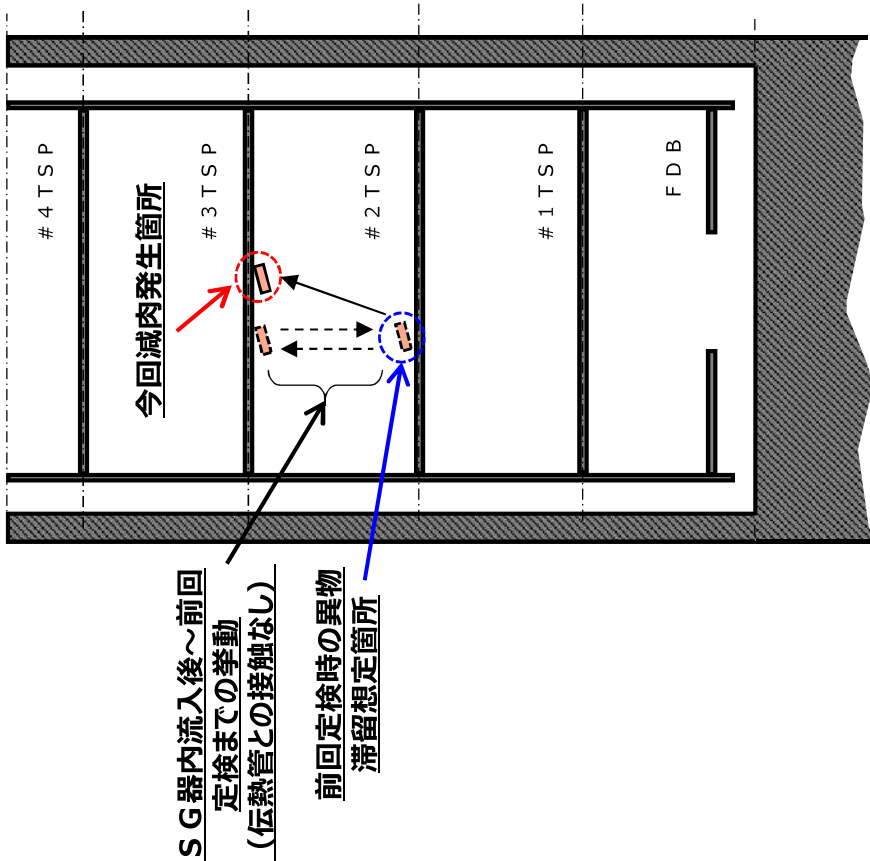 #4TSP
今回減肉発生箇所
#3TSP
#2TSP
#1TSP
FDB
SG器内流入後～前回
定検までの挙動
(伝熱管との接触なし)
前回定検時の異物
滞留想定箇所